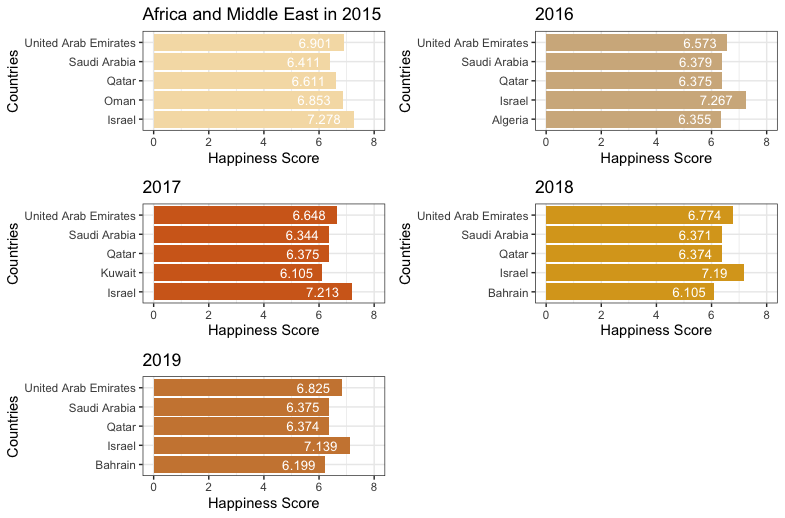 Africa and Middle East in 2015
Countries
United Arab Emirates 6.901
Saudi Arabia 6.411
Qatar 6.611
Oman 6.853
Israel 7.278
0 2 4 6 8
Happiness Score
2016
Countries
United Arab Emirates 6.573
Saudi Arabia 6.379
Qatar 6.375
Israel 7.267
Algeria 6.355
0 2 4 6 8
Happiness Score
2017
Countries
United Arab Emirates 6.648
Saudi Arabia 6.344
Qatar 6.375
Kuwait 6.105
Israel 7.213
0 2 4 6 8
Happiness Score
2018
Countries
United Arab Emirates 6.774
Saudi Arabia 6.371
Qatar 6.374
Israel 7.19
Bahrain 6.105
0 2 4 6 8
Happiness Score
2019
Countries
United Arab Emirates 6.825
Saudi Arabia 6.375
Qatar 6.374
Israel 7.139
Bahrain 6.199
0 2 4 6 8
Happiness Score